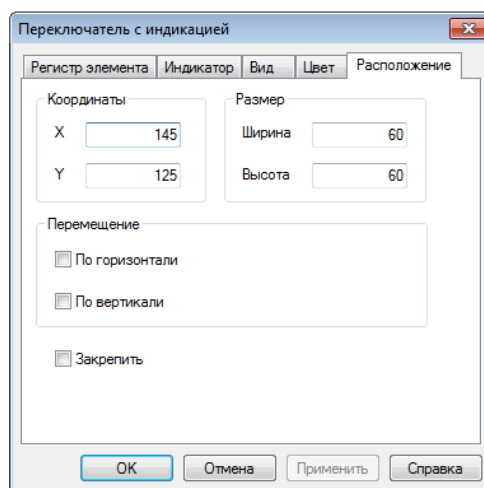 Переключатель с индикацией
Регистр элемента Индикатор Вид Цвет Расположение
Координаты Размер
X 145 Ширина 60
Y 125 Высота 60
Перемещение
По горизонтали
По вертикали
Закрепить
OK Отмена Применить Справка